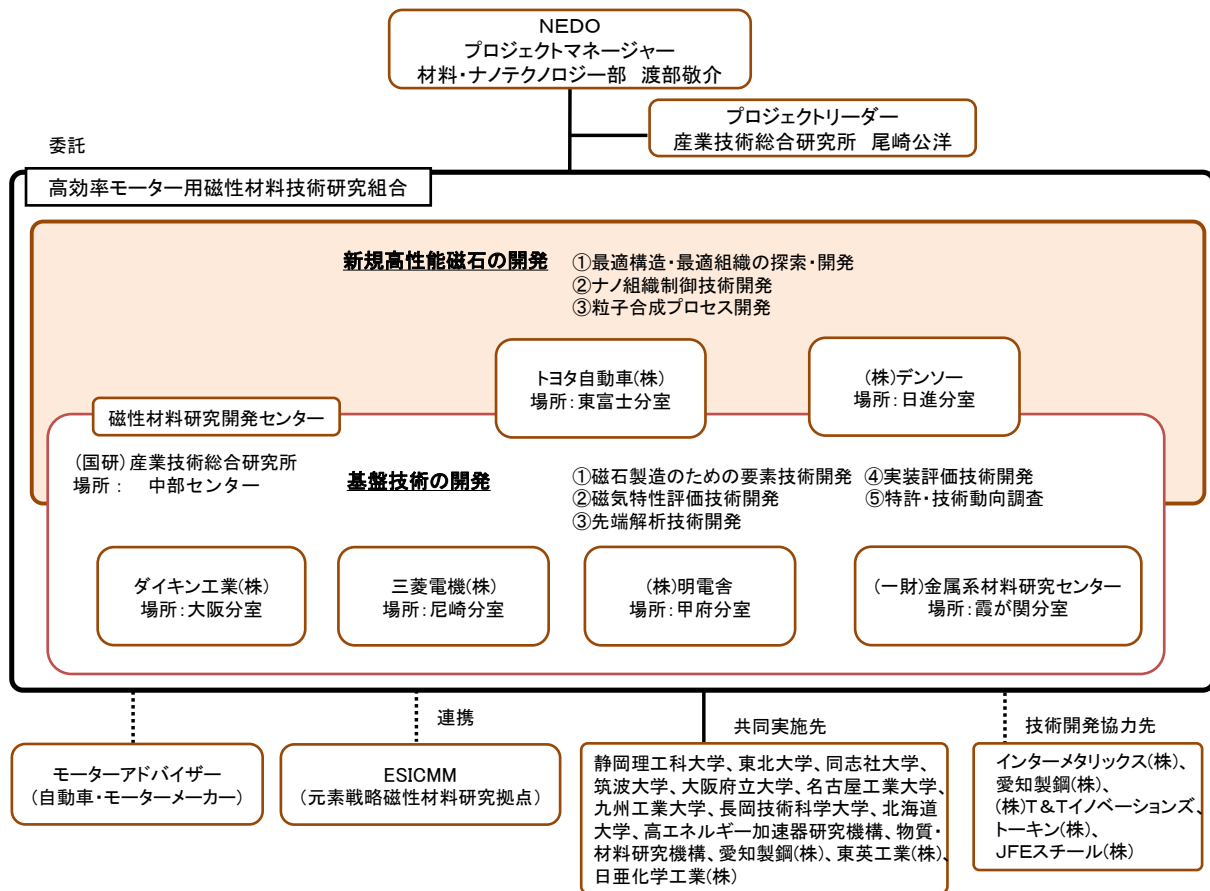 NEDO
プロジェクトマネージャー
材料・ナノテクノロジー部 渡部敬介
プロジェクトリーダー
産業技術総合研究所 尾崎公洋
委託
高効率モーター用磁性材料技術研究組合
新規高性能磁石の開発
①最適構造・最適組織の探索・開発
②ナノ組織制御技術開発
③粒子合成プロセス開発
トヨタ自動車(株)
場所：東富士分室
(株)デンソー
場所：日進分室
磁性材料研究開発センター
(国研)産業技術総合研究所
場所： 中部センター
基盤技術の開発
①磁石製造のための要素技術開発
②磁気特性評価技術開発
③先端解析技術開発
④実装評価技術開発
⑤特許・技術動向調査
ダイキン工業(株)
場所：大阪分室
三菱電機(株)
場所：尼崎分室
(株)明電舎
場所：甲府分室
(一財)金属系材料研究センター
場所：霞が関分室
モーターアドバイザー
(自動車・モーターメーカー)
連携
ESICMM
(元素戦略磁性材料研究拠点)
共同実施先
静岡理工科大学、東北大学、同志社大学、
筑波大学、大阪府立大学、名古屋工業大学、
九州工業大学、長岡技術科学大学、北海道
大学、高エネルギー加速器研究機構、物質・
材料研究機構、愛知製鋼(株)、東英工業(株)、
日亜化学工業(株)
技術開発協力先
インターメタリックス(株)、
愛知製鋼(株)、
(株)T＆Tイノベーションズ、
トーキン(株)、
JFEスチール(株)